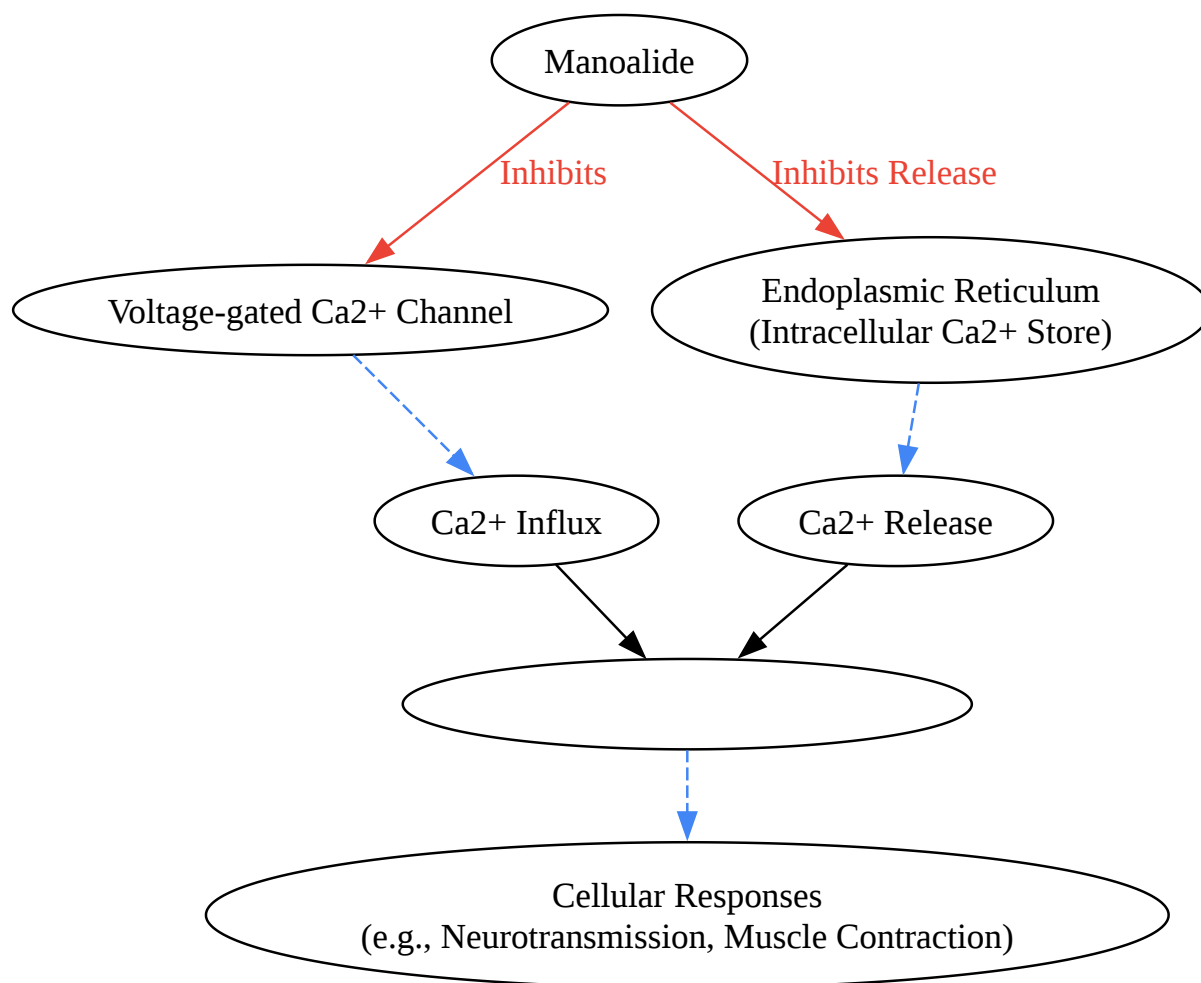 Manoalide
Inhibits
Inhibits Release
Voltage-gated Ca2+ Channel
Endoplasmic Reticulum
(Intracellular Ca2+ Store)
Ca2+ Influx
Ca2+ Release
Cellular Responses
(e.g., Neurotransmission, Muscle Contraction)